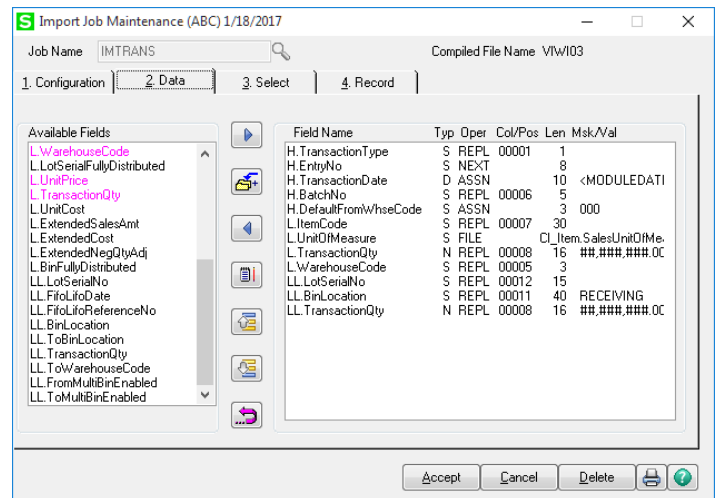 S Import Job Maintenance (ABC) 1/18/2017
Job Name IMTRANS Compiled File Name VIWI03
1. Configuration 2. Data 3. Select 4. Record
Available Fields
L.WarehouseCode
L.LotSerialFullyDistributed
L.UnitPrice
L.TransactionQty
L.UnitCost
L.ExtendedSalesAmt
L.ExtendedCost
L.ExtendedNegQtyAdj
L.BinFullyDistributed
LL.LotSerialNo
LL.FifoLifoDate
LL.FifoLifoReferenceNo
LL.BinLocation
LL.ToBinLocation
LL.TransactionQty
LL.ToWarehouseCode
LL.FromMultiBinEnabled
LL.ToMultiBinEnabled
Field Name Typ Oper Col/Pos Len Msk/Val
H.TransactionType S REPL 00001 1
H.EntryNo S NEXT 8
H.TransactionDate D ASSN 10 <MODULEDATI
H.BatchNo S REPL 00006 5
H.DefaultFromWhseCode S ASSN 3 000
L.ItemCode S REPL 00007 30
L.UnitOfMeasure S FILE CI_Item.SalesUnitOfMe.
L.TransactionQty N REPL 00008 16 ##,###,###.0C
L.WarehouseCode S REPL 00005 3
LL.LotSerialNo S REPL 00012 15
LL.BinLocation S REPL 00011 40 RECEIVING
LL.TransactionQty N REPL 00008 16 ##,###,###.0C
Accept Cancel Delete